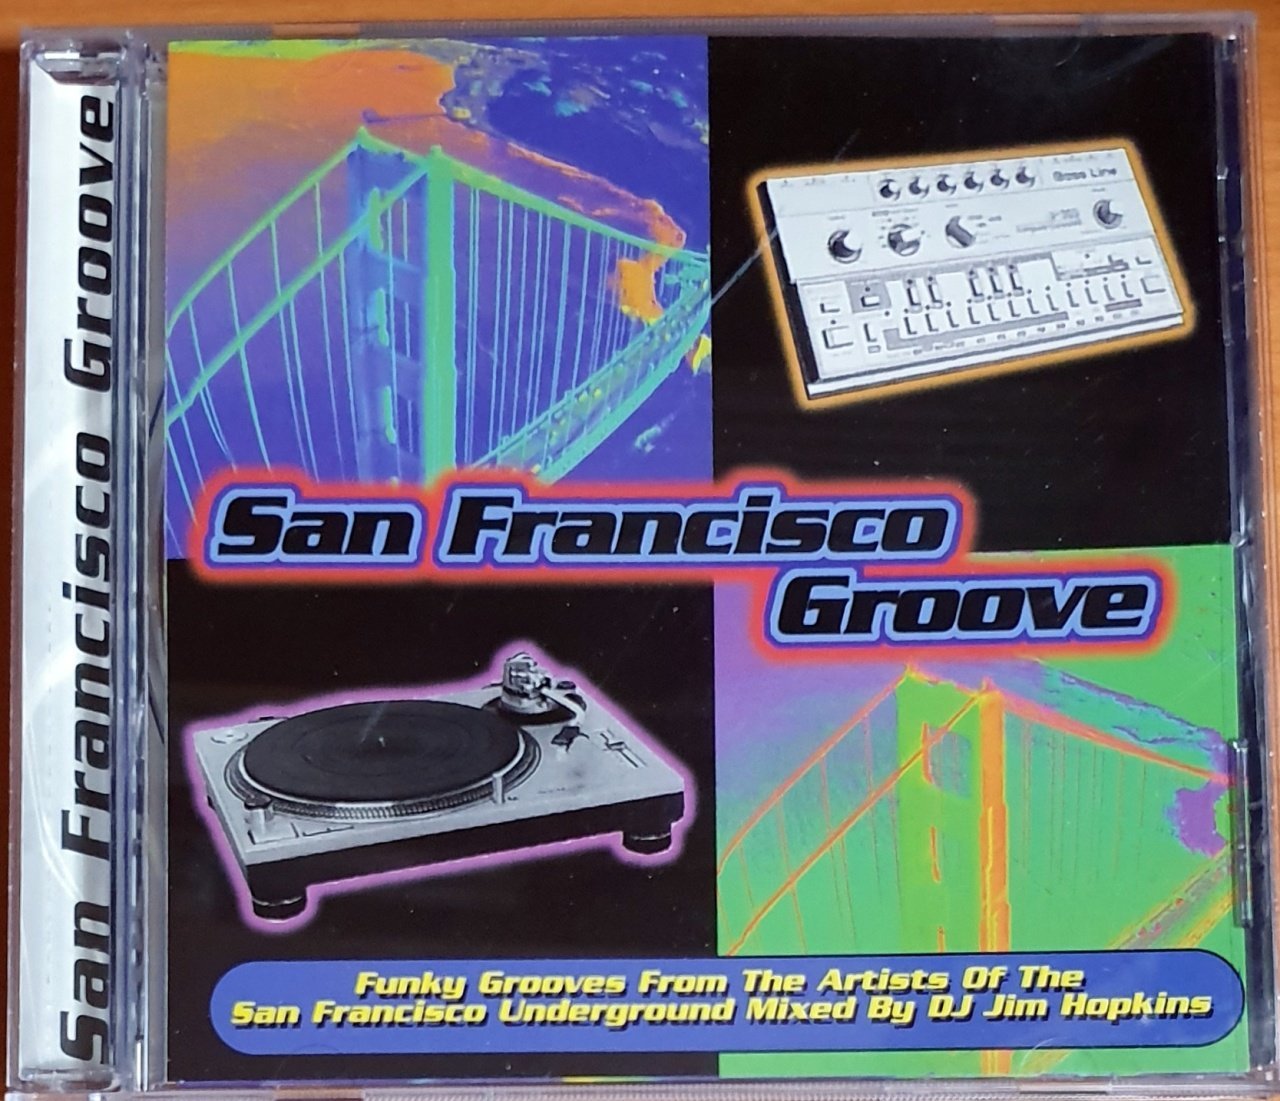 San Francisco Groove
Bass Line
San Francisco
Groove
Funky Grooves From The Artists Of The
San Francisco Underground Mixed By DJ Jim Hopkins